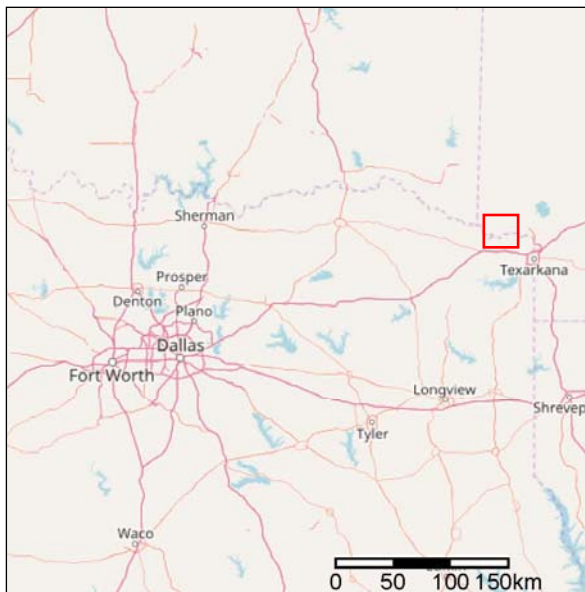 Sherman
Texarkana
Prosper
Denton
Plano
Dallas
Fort Worth
Longview
Shrevep
Tyler
Waco
0 50 100 150km